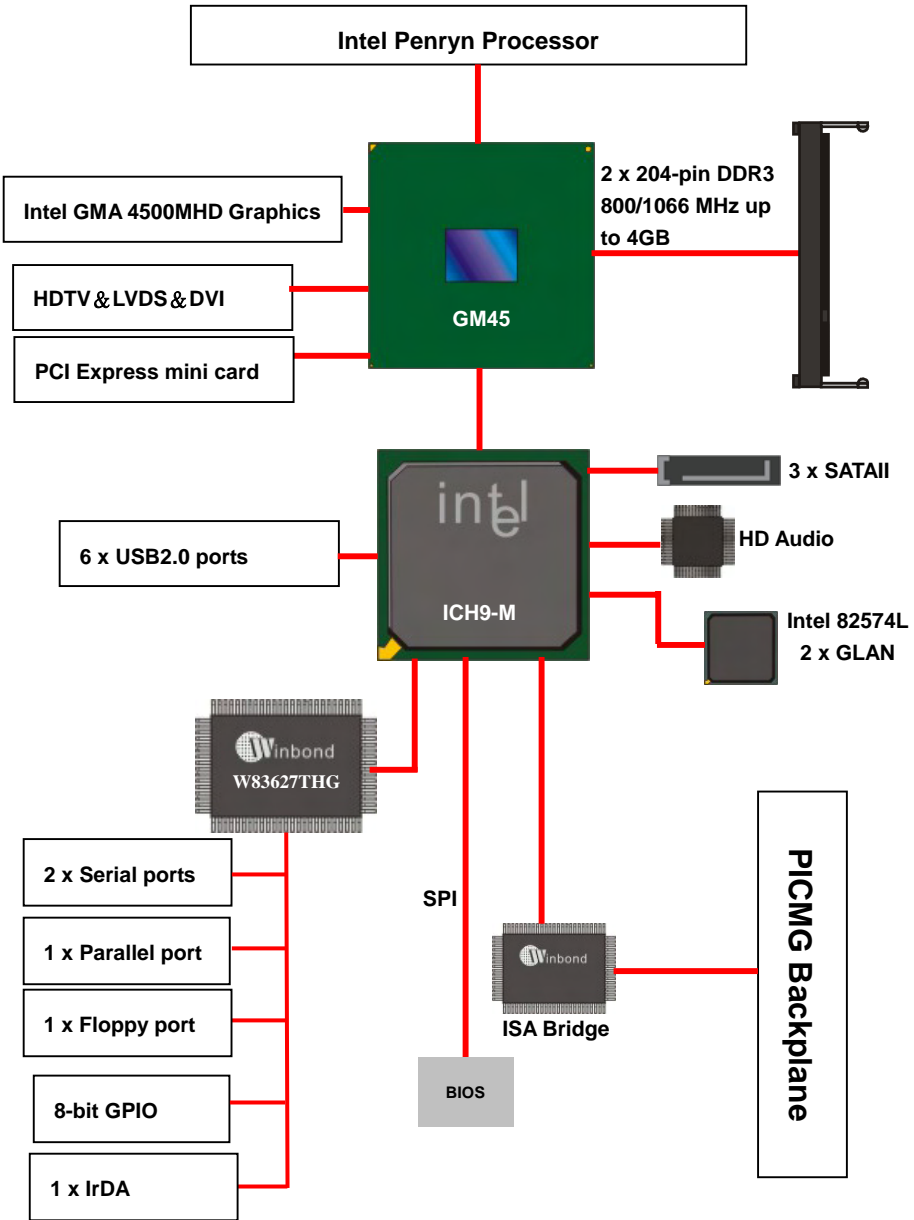 Intel Penryn Processor
2 x 204-pin DDR3
800/1066 MHz up
to 4GB
Intel GMA 4500MHD Graphics
HDTV&LVDS&DVI
GM45
PCI Express mini card
intel
3 x SATAII
HD Audio
6 x USB2.0 ports
ICH9-M
Intel 82574L
2 x GLAN
Winbond
W83627THG
2 x Serial ports
SPI
1 x Parallel port
Winbond
1 x Floppy port
ISA Bridge
PICMG Backplane
BIOS
8-bit GPIO
1 x IrDA